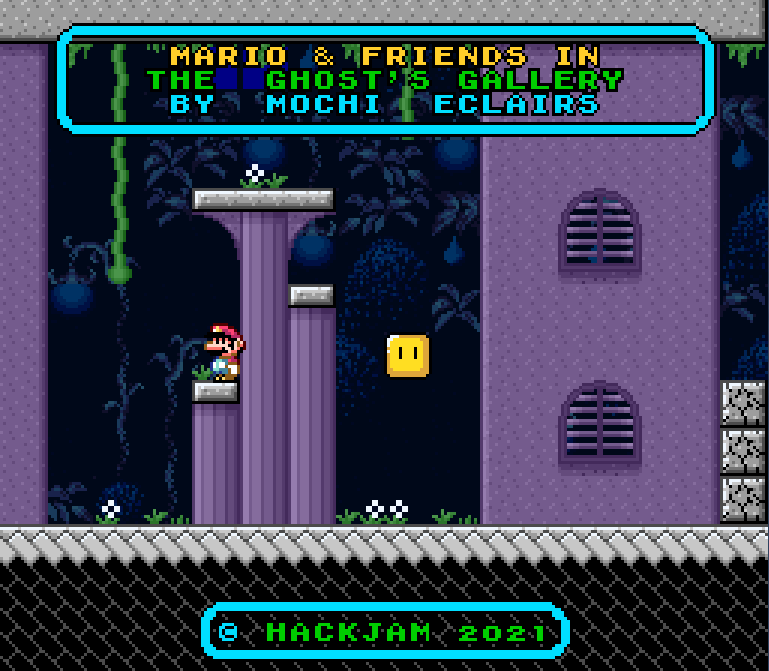 MARIO & FRIENDS IN
THE GHOST'S GALLERY
BY MOCHI ECLAIRS
© HACKJAM 2021